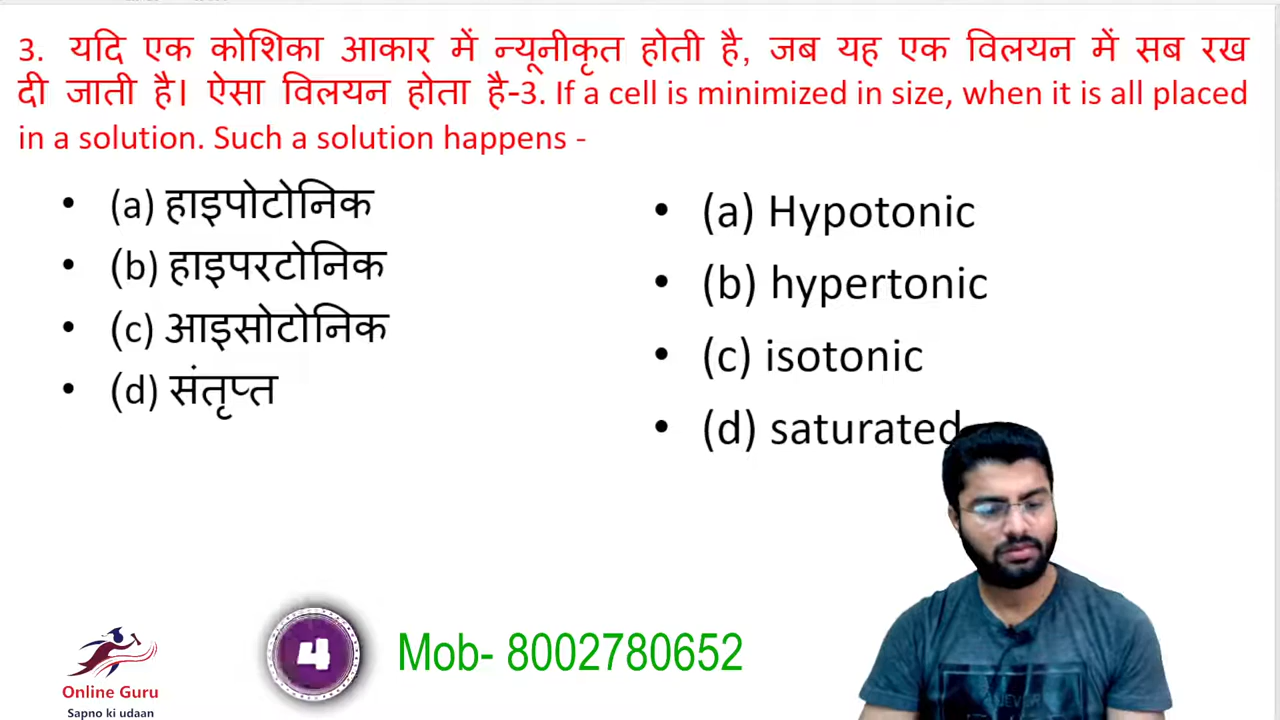 3. यदि एक कोशिका आकार में न्यूनीकृत होती है, जब यह एक विलयन में सब रख
दी जाती है। ऐसा विलयन होता है-3. If a cell is minimized in size, when it is all placed
in a solution. Such a solution happens -
• (a) हाइपोटोनिक
• (b) हाइपरटोनिक
• (c) आइसोटोनिक
• (d) संतृप्त
• (a) Hypotonic
• (b) hypertonic
• (c) isotonic
• (d) saturated
4
Mob- 8002780652
Online Guru
Sapno ki udaan